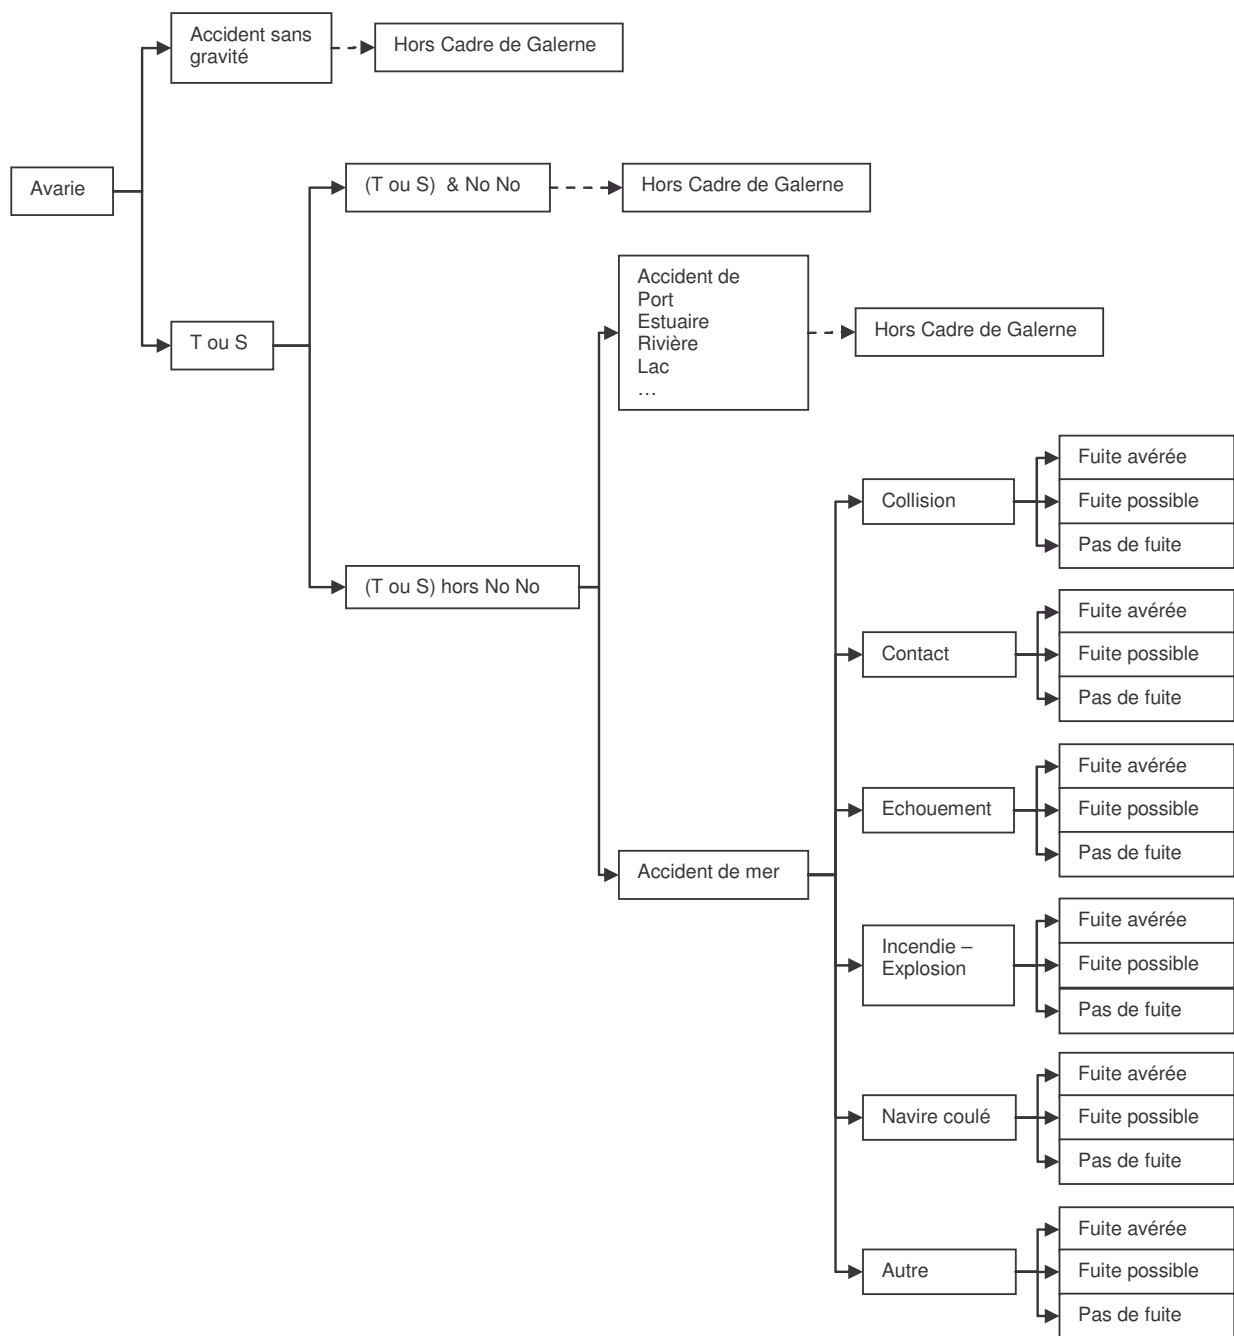 Accident sans
gravité
Hors Cadre de Galerne
Avarie
(T ou S)  & No No
Hors Cadre de Galerne
Accident de
Port
Estuaire
Rivière
Lac
…
Hors Cadre de Galerne
T ou S
(T ou S) hors No No
Accident de mer
Collision
Fuite avérée
Fuite possible
Pas de fuite
Contact
Fuite avérée
Fuite possible
Pas de fuite
Echouement
Fuite avérée
Fuite possible
Pas de fuite
Incendie –
Explosion
Fuite avérée
Fuite possible
Pas de fuite
Navire coulé
Fuite avérée
Fuite possible
Pas de fuite
Autre
Fuite avérée
Fuite possible
Pas de fuite